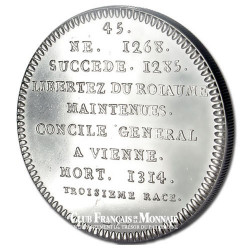 45.
NE. 1268.
SUCCEDE. 1285.
LIBERTEZ DU ROIAUME
MAINTENUES.
CONCILE GENERAL
A VIENNE.
MORT. 1314.
TROISIEME RACE.
CLUB FRANÇAIS DE LA MONNAIE